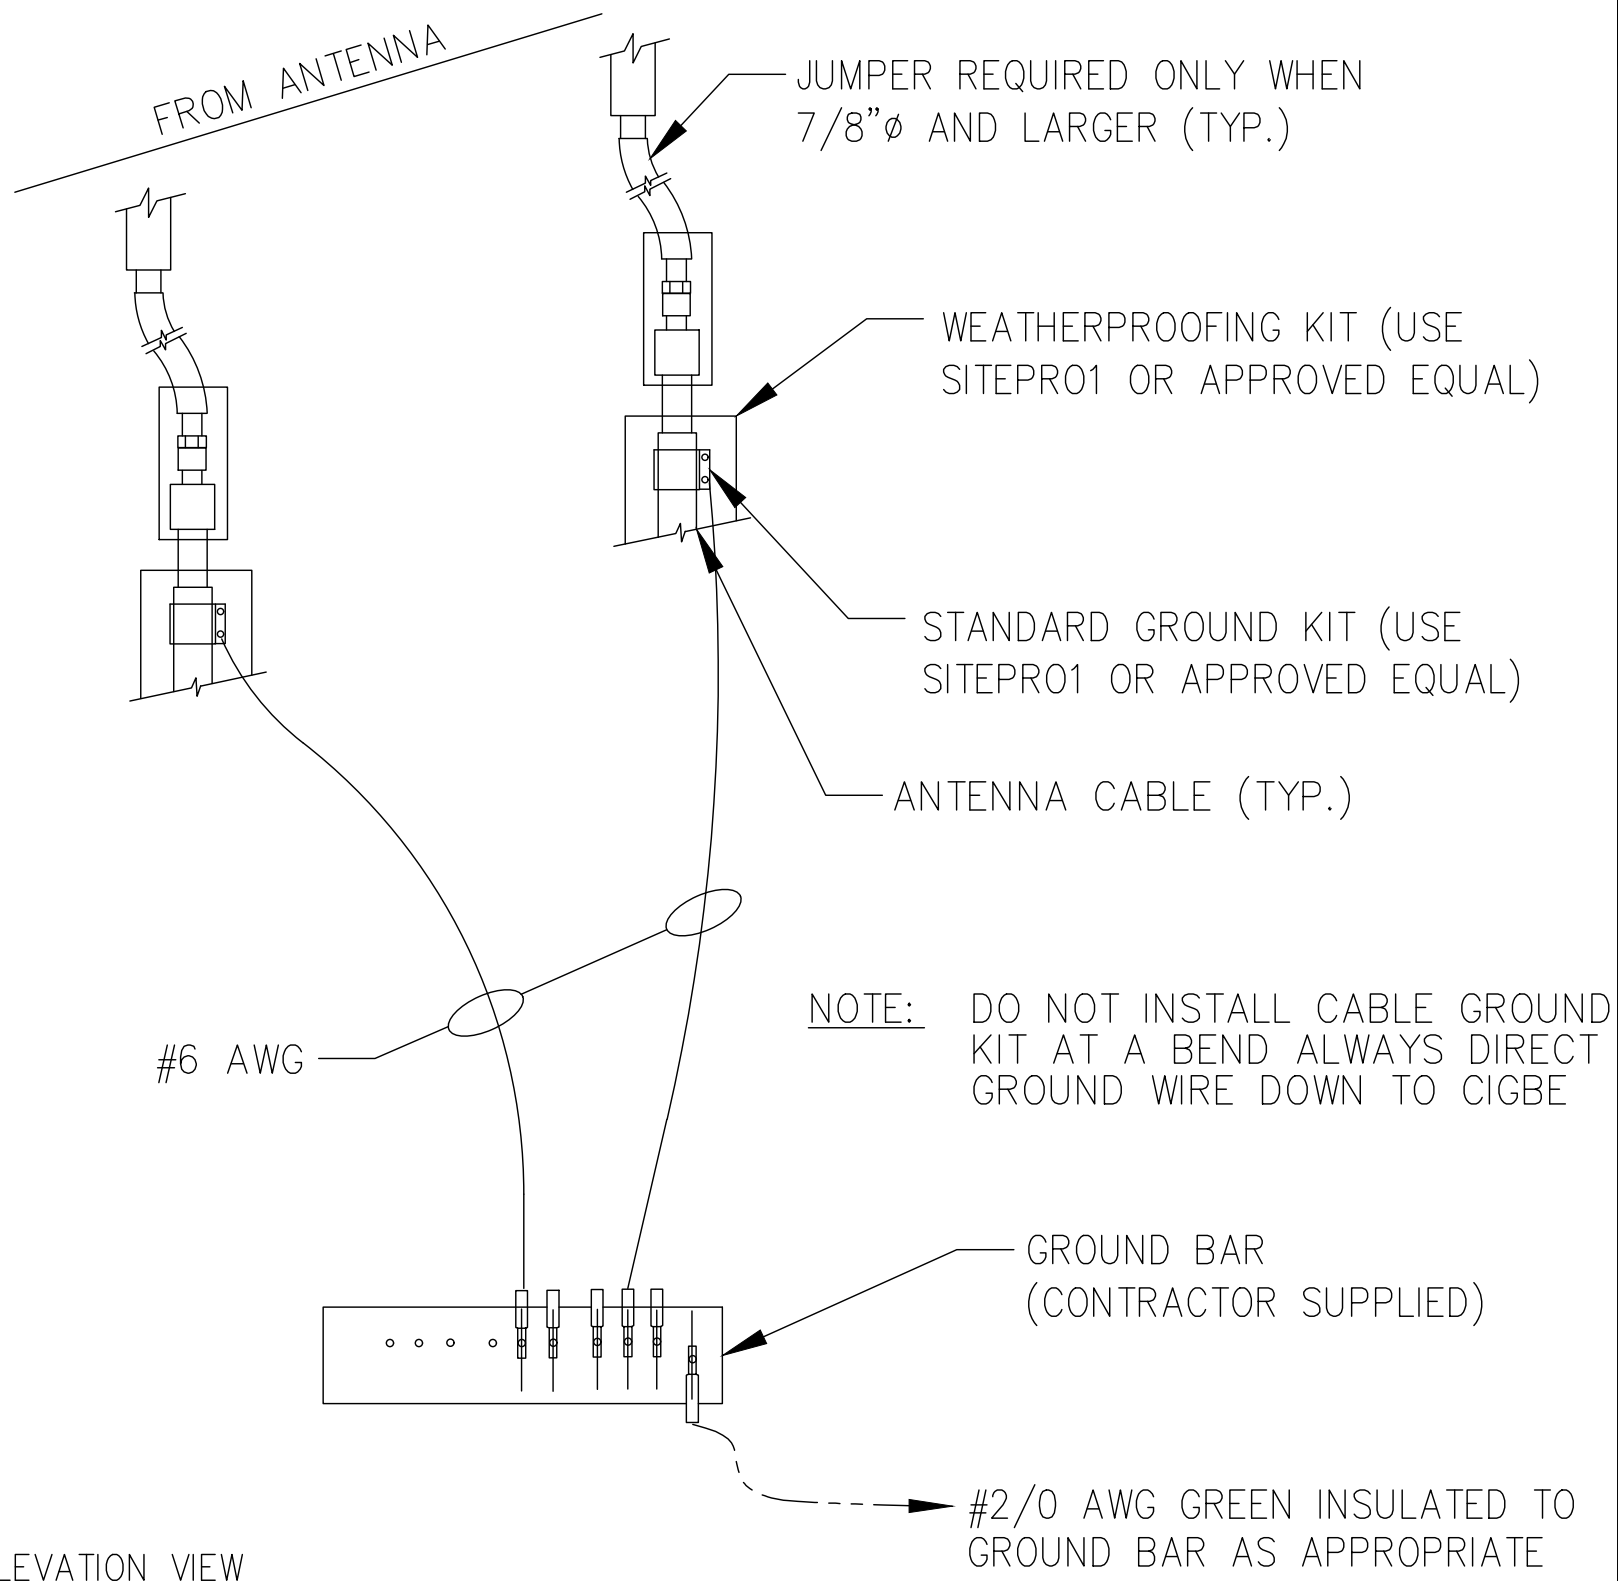 FROM ANTENNA
JUMPER REQUIRED ONLY WHEN
7/8"ø AND LARGER (TYP.)
WEATHERPROOFING KIT (USE
SITEPRO1 OR APPROVED EQUAL)
STANDARD GROUND KIT (USE
SITEPRO1 OR APPROVED EQUAL)
ANTENNA CABLE (TYP.)
NOTE: DO NOT INSTALL CABLE GROUND
KIT AT A BEND ALWAYS DIRECT
GROUND WIRE DOWN TO CIGBE
#6 AWG
GROUND BAR
(CONTRACTOR SUPPLIED)
#2/0 AWG GREEN INSULATED TO
GROUND BAR AS APPROPRIATE
LEVATION VIEW